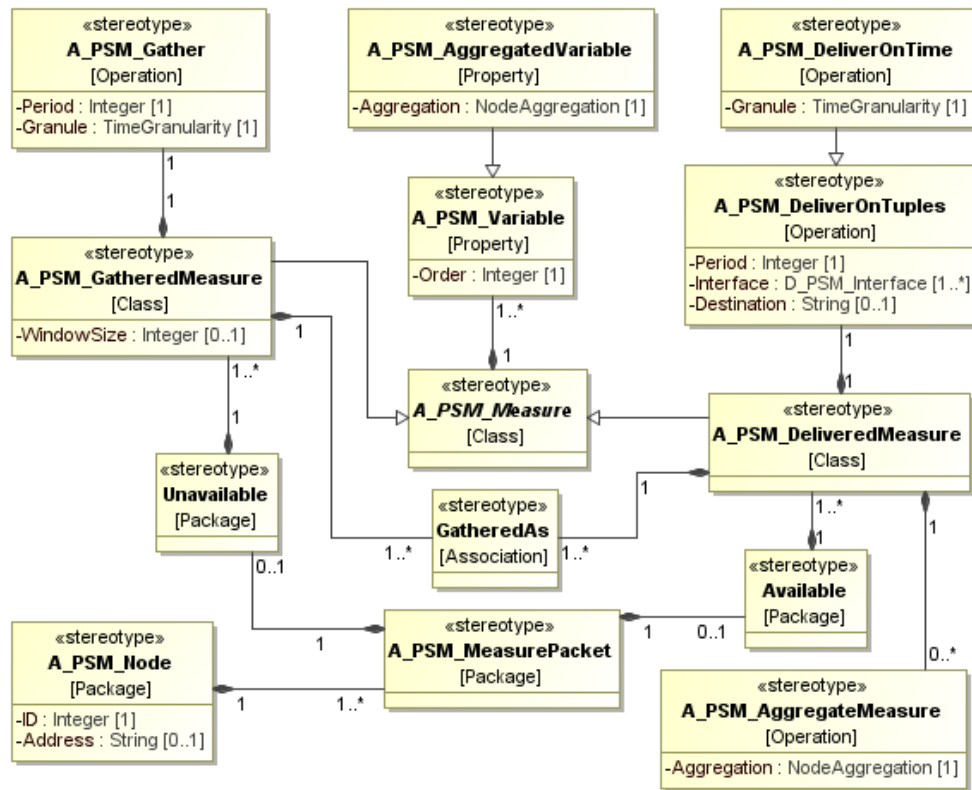 «stereotype»
A_PSM_Gather
[Operation]
-Period : Integer [1]
-Granule : TimeGranularity [1]
«stereotype»
A_PSM_AggregatedVariable
[Property]
-Aggregation : NodeAggregation [1]
«stereotype»
A_PSM_DeliverOnTime
[Operation]
-Granule : TimeGranularity [1]
1
1
«stereotype»
A_PSM_Variable
[Property]
-Order : Integer [1]
«stereotype»
A_PSM_DeliverOnTuples
[Operation]
-Period : Integer [1]
-Interface : D_PSM_Interface [1..*]
-Destination : String [0..1]
«stereotype»
A_PSM_GatheredMeasure
[Class]
-WindowSize : Integer [0..1]
1
1..*
1
1
1
1..*
1
«stereotype»
A_PSM_Measure
[Class]
«stereotype»
A_PSM_DeliveredMeasure
[Class]
«stereotype»
Unavailable
[Package]
«stereotype»
GatheredAs
[Association]
1..*
1..*
1
1..*
1
1
«stereotype»
Available
[Package]
0..1
1
1
0..1
«stereotype»
A_PSM_MeasurePacket
[Package]
«stereotype»
A_PSM_Node
[Package]
-ID : Integer [1]
-Address : String [0..1]
1
1..*
0..*
«stereotype»
A_PSM_AggregateMeasure
[Operation]
-Aggregation : NodeAggregation [1]